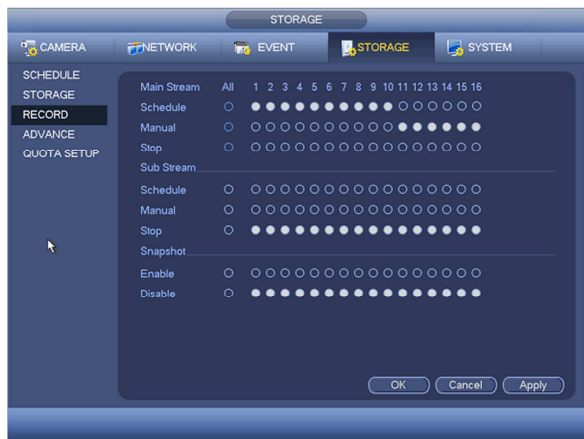 STORAGE
CAMERA NETWORK EVENT STORAGE SYSTEM
SCHEDULE
STORAGE
RECORD
ADVANCE
QUOTA SETUP
Main Stream All 1 2 3 4 5 6 7 8 9 10 11 12 13 14 15 16
Schedule
Manual
Stop
Sub Stream
Schedule
Manual
Stop
Snapshot
Enable
Disable
OK Cancel Apply